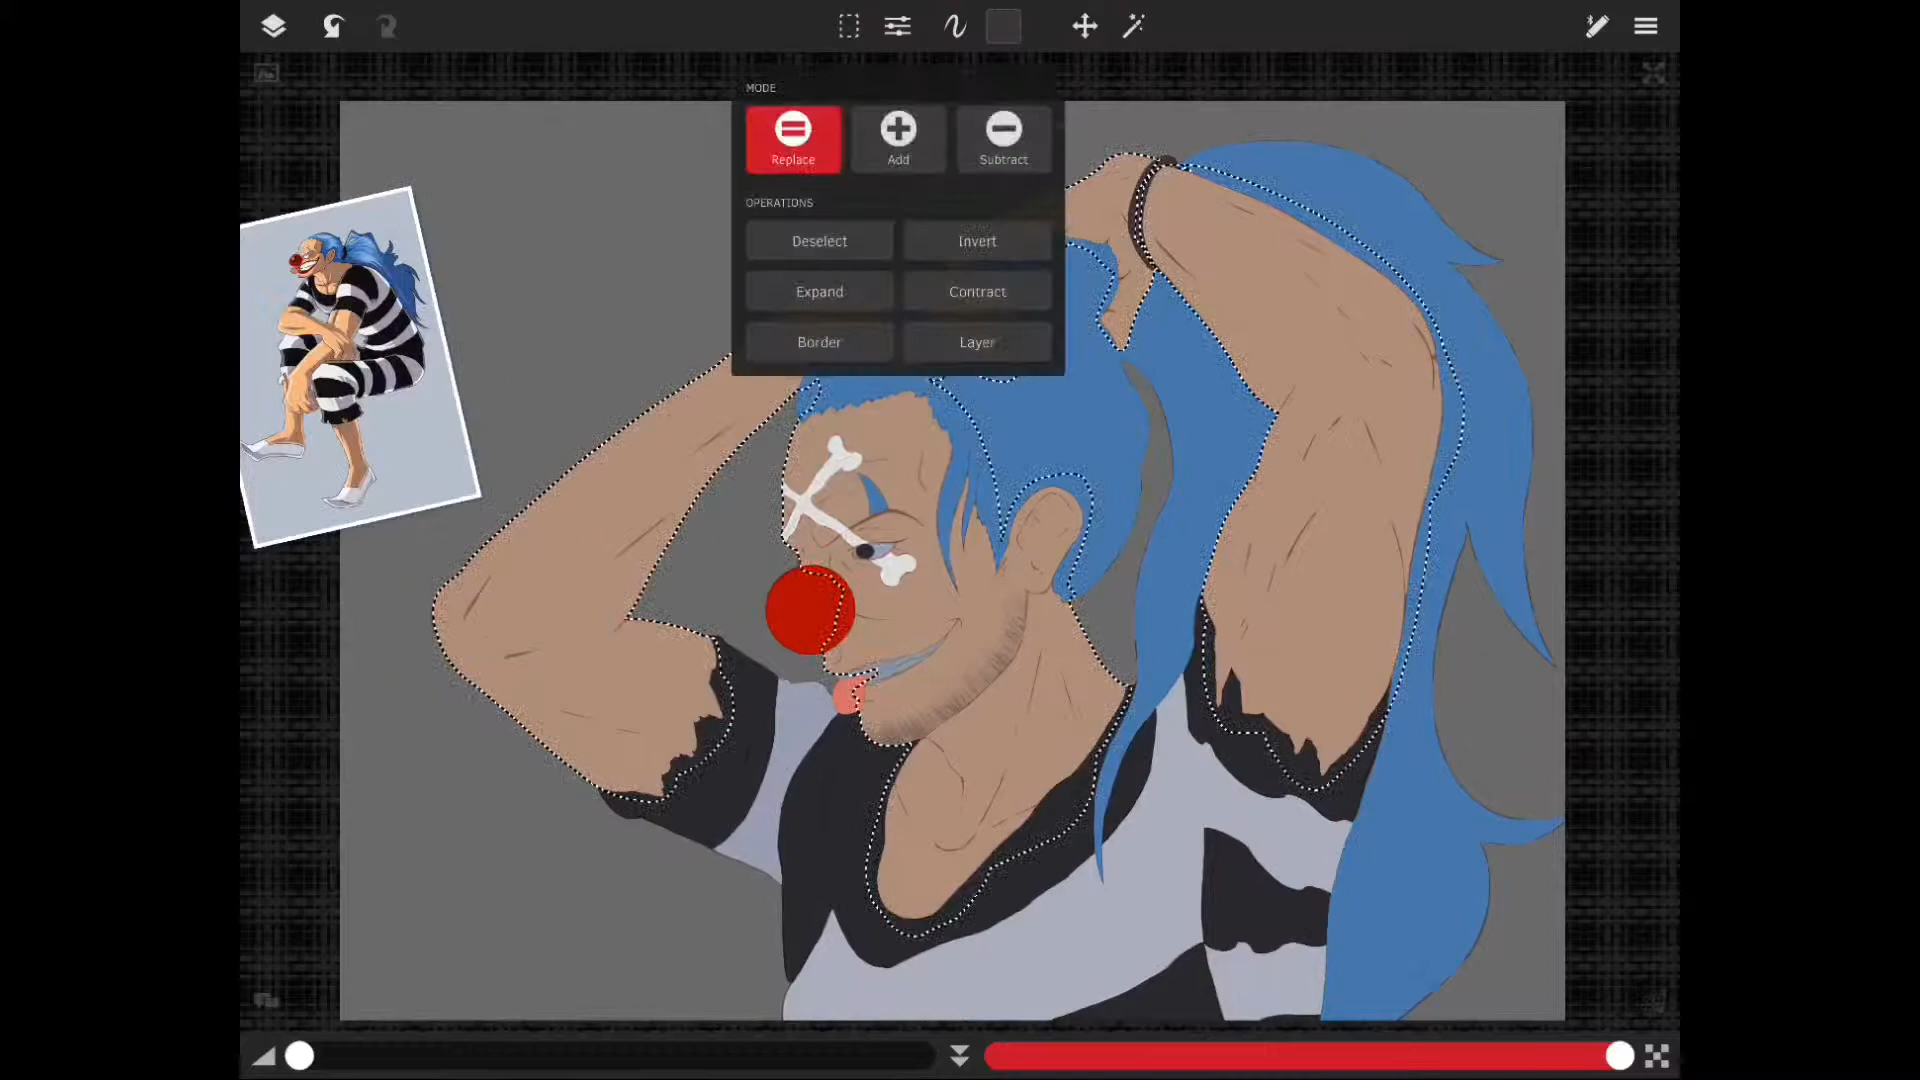 MODE
Replace
Add
Subtract
OPERATIONS
Deselect
Invert
Expand
Contract
Border
Layer